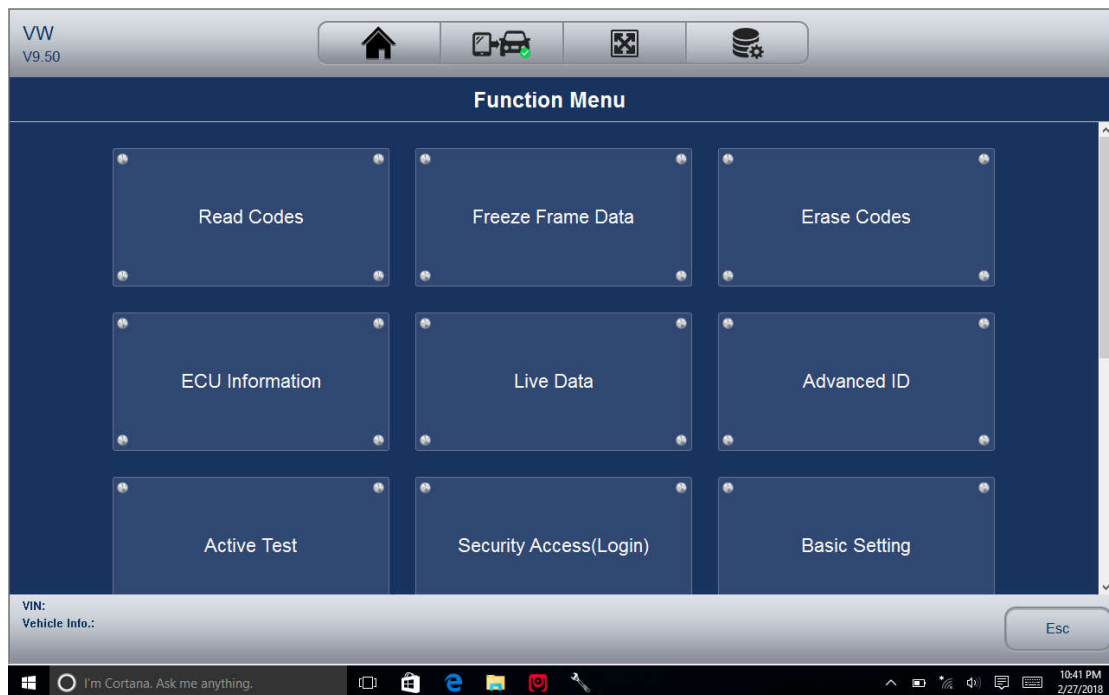 VW
V9.50
Function Menu
Read Codes
Freeze Frame Data
Erase Codes
ECU Information
Live Data
Advanced ID
Active Test
Security Access(Login)
Basic Setting
VIN:
Vehicle Info.:
Esc
I'm Cortana. Ask me anything.
10:41 PM
2/27/2018